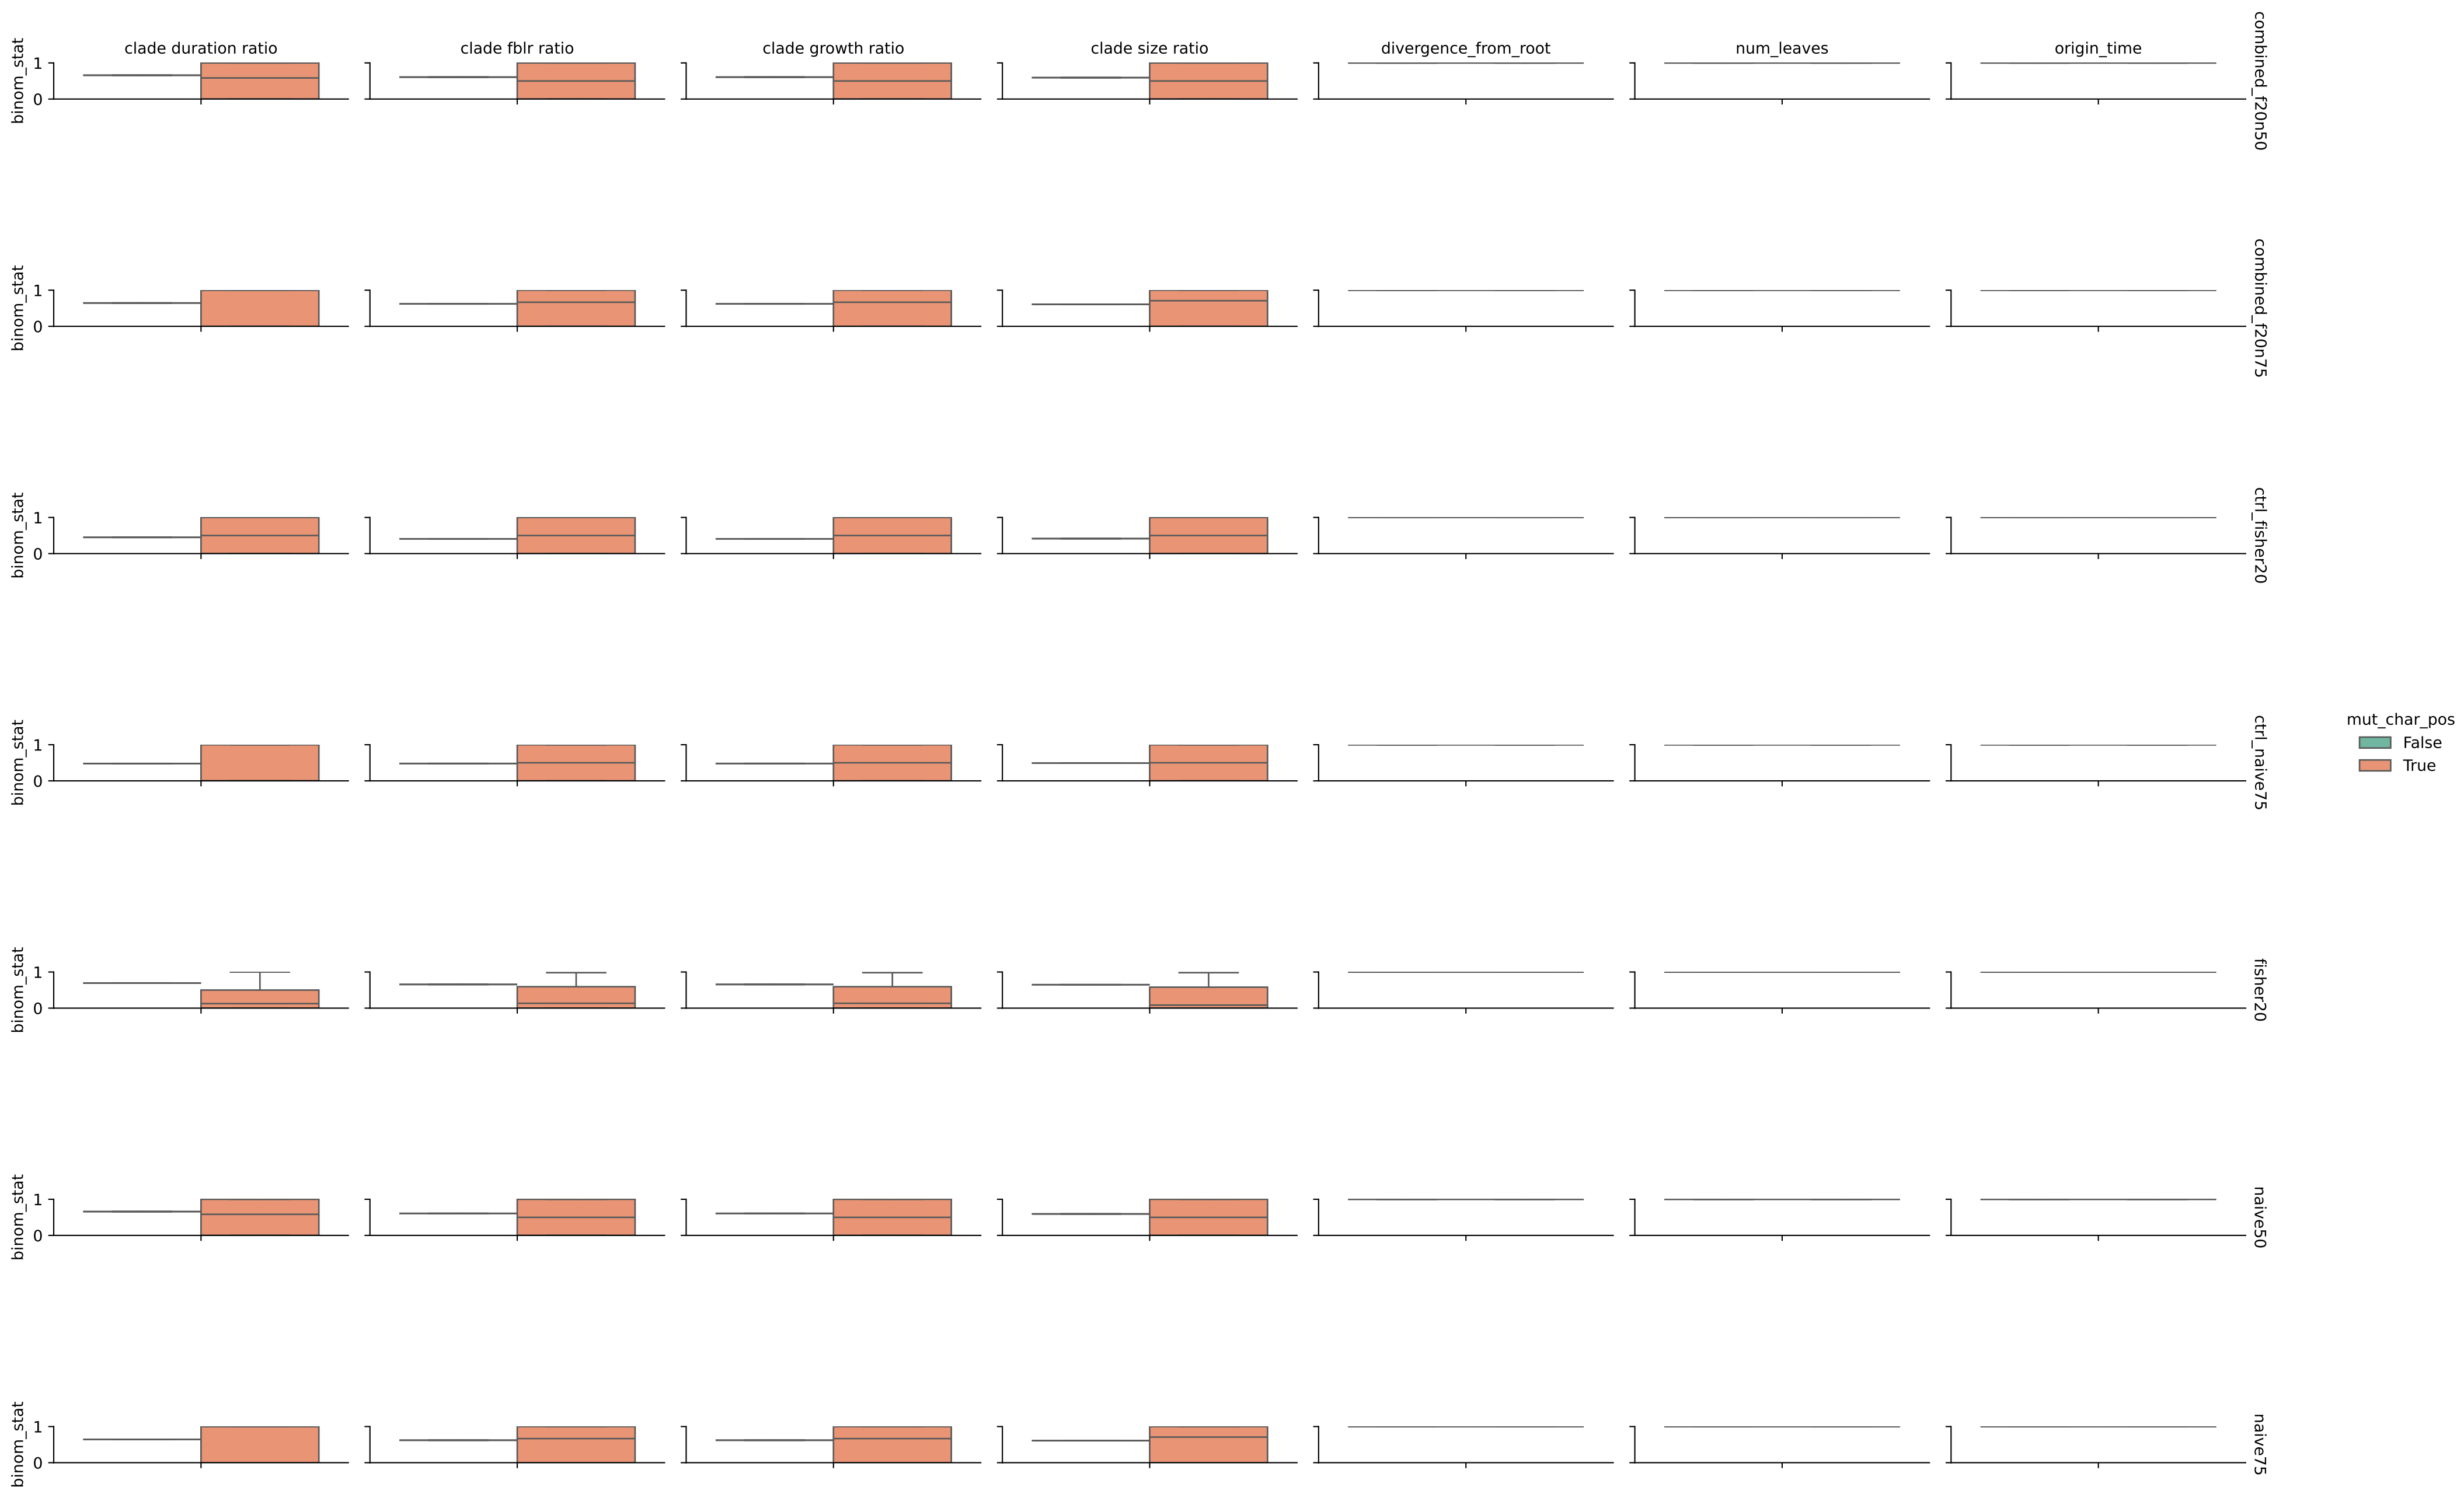 clade duration ratio
clade fblr ratio
clade growth ratio
clade size ratio
divergence_from_root
num_leaves
origin_time
binom_stat
1
0
combined_f20n50
binom_stat
1
0
combined_f20n75
binom_stat
1
0
ctrl_fisher20
binom_stat
1
0
ctrl_naive75
mut_char_pos
False
True
binom_stat
1
0
fisher20
binom_stat
1
0
naive50
binom_stat
1
0
naive75